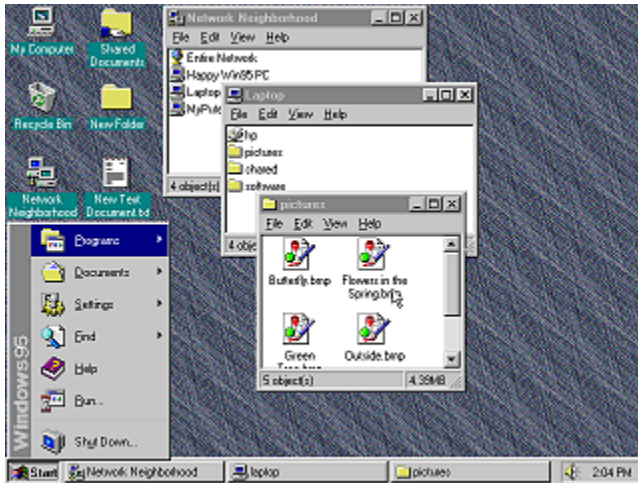 My Computer
Shared
Documents
Recycle Bin
New Folder
Network
Neighborhood
New Text
Document.txt
Network Neighborhood
File Edit View Help
Entire Network
Happy Win95 PC
Laptop
MyPute
4 object(s)
Laptop
File Edit View Help
hp
pictures
shared
software
4 obje
pictures
File Edit View Help
Butterfly.bmp
Flowers in the
Spring.bmp
Green
Outside.bmp
5 object(s)
4.39MB
Windows95
Programs
Documents
Settings
Find
Help
Run...
Shut Down...
Start
Network Neighborhood
laptop
pictures
2:04 PM